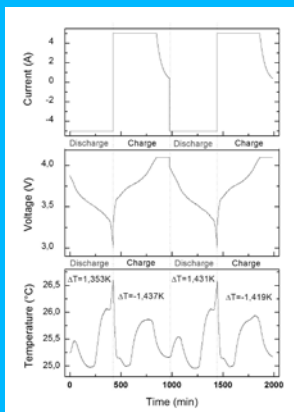 Current (A)
4
2
0
-2
-4
Discharge Charge Discharge Charge
Voltage (V)
4,0
3,5
3,0
Discharge Charge Discharge Charge
Temperature (°C)
26,5
26,0
25,5
25,0
ΔT=1,353K ΔT=1,431K
ΔT=-1,437K ΔT=-1,419K
0 500 1000 1500 2000
Time (min)